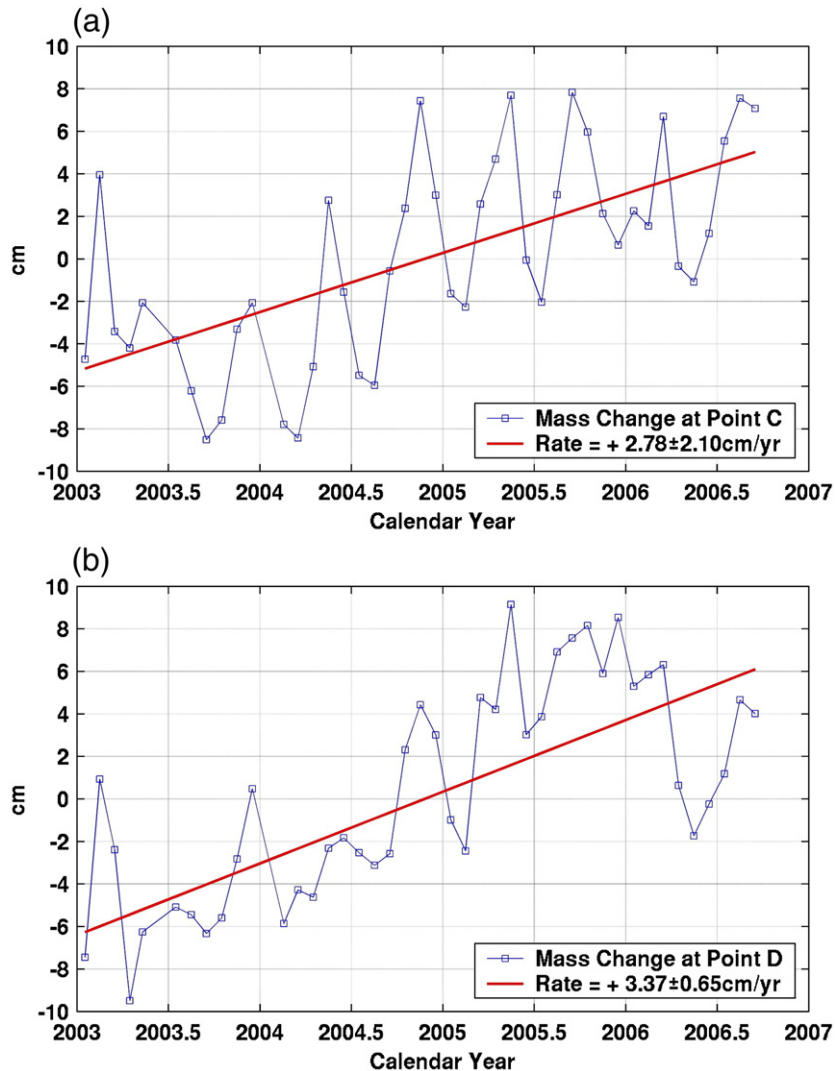 (a)
10
8
6
4
2
0
-2
-4
-6
-8
-10
cm
2003 2003.5 2004 2004.5 2005 2005.5 2006 2006.5 2007
Calendar Year
Mass Change at Point C
Rate = + 2.78±2.10cm/yr
(b)
10
8
6
4
2
0
-2
-4
-6
-8
-10
cm
2003 2003.5 2004 2004.5 2005 2005.5 2006 2006.5 2007
Calendar Year
Mass Change at Point D
Rate = + 3.37±0.65cm/yr